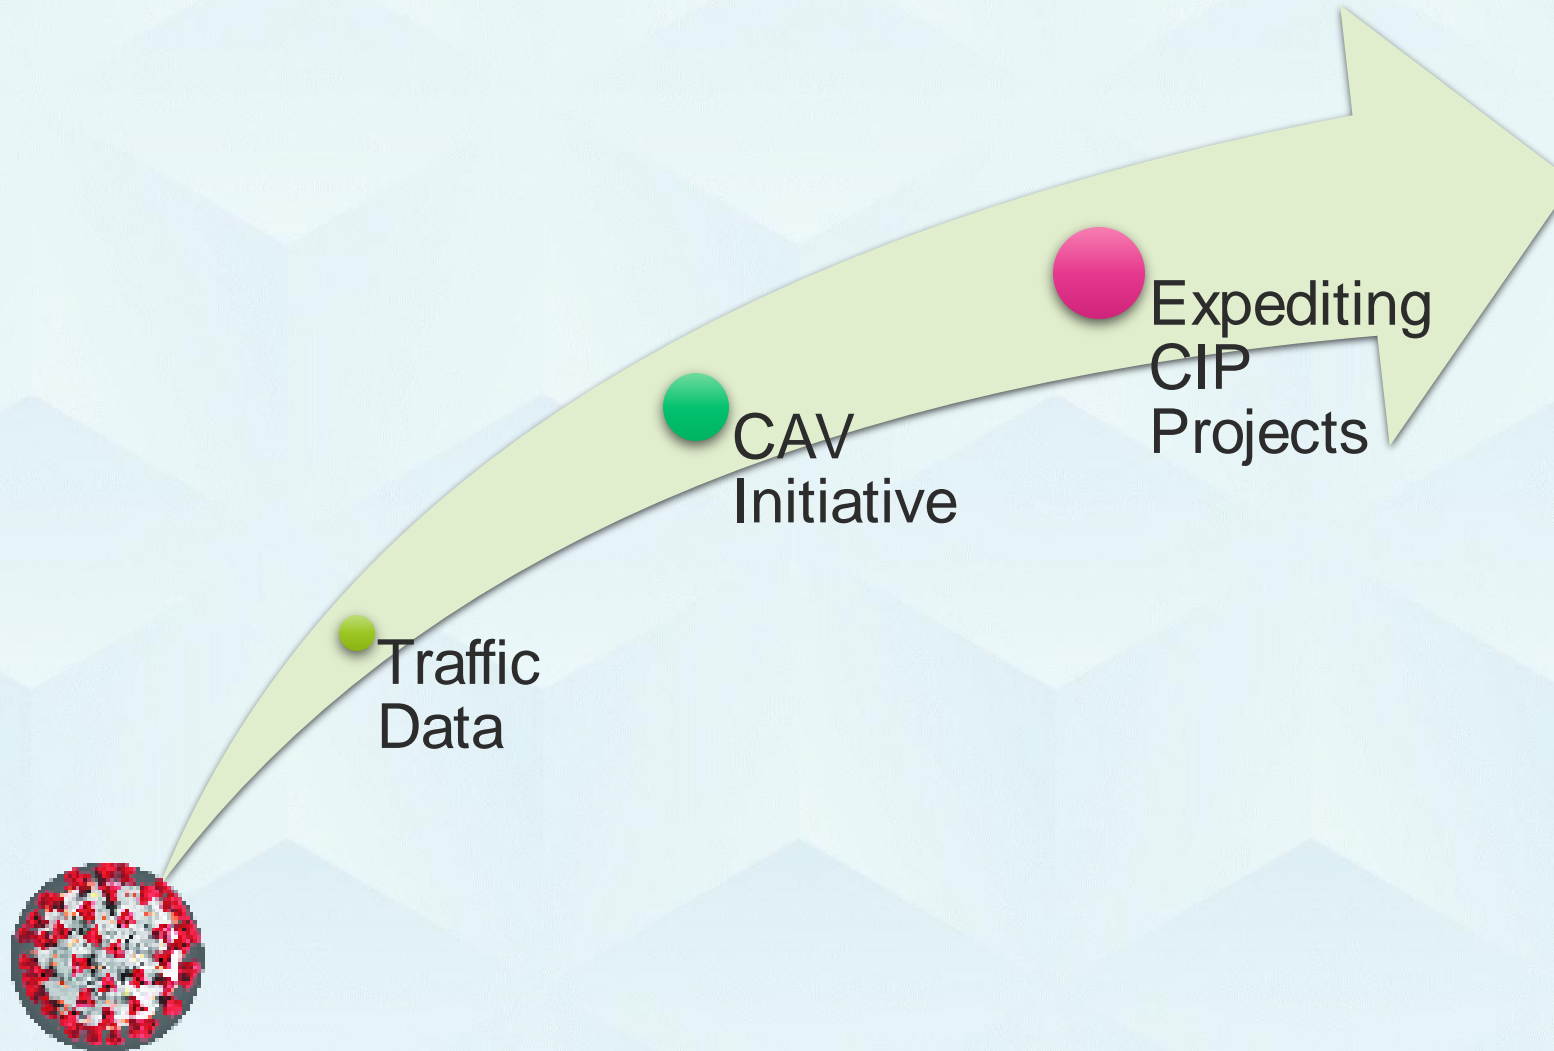 Expediting
CIP
Projects
CAV
Initiative
Traffic
Data